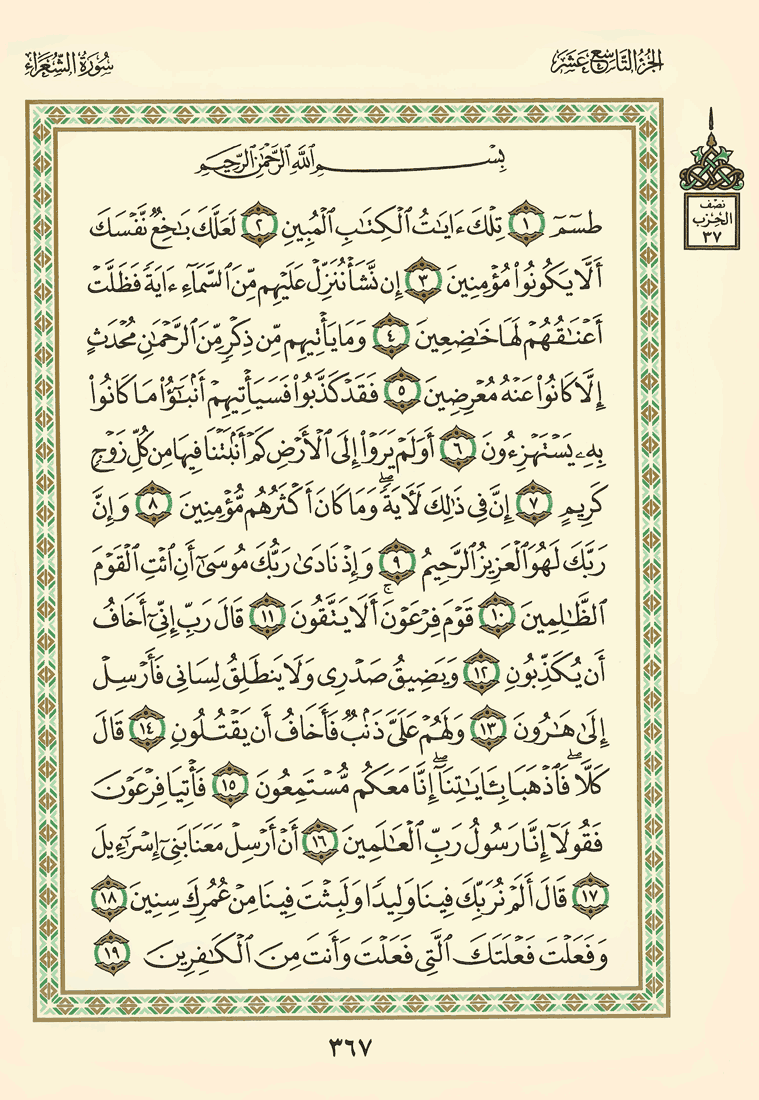 الجزء التاسع عشر
سورة الشعراء
نصف
الحزب
٣٧
بِسْمِ ٱللَّهِ ٱلرَّحْمَٰنِ ٱلرَّحِيمِ
طسٓمٓ ١ تِلْكَ ءَايَٰتُ ٱلْكِتَٰبِ ٱلْمُبِينِ ٢ لَعَلَّكَ بَٰخِعٌ نَّفْسَكَ
أَلَّا يَكُونُوا۟ مُؤْمِنِينَ ٣ إِن نَّشَأْ نُنَزِّلْ عَلَيْهِم مِّنَ ٱلسَّمَآءِ ءَايَةً فَظَلَّتْ
أَعْنَٰقُهُمْ لَهَا خَٰضِعِينَ ٤ وَمَا يَأْتِيهِم مِّن ذِكْرٍ مِّنَ ٱلرَّحْمَٰنِ مُحْدَثٍ
إِلَّا كَانُوا۟ عَنْهُ مُعْرِضِينَ ٥ فَقَدْ كَذَّبُوا۟ فَسَيَأْتِيهِمْ أَنۢبَٰٓؤُا۟ مَا كَانُوا۟
بِهِۦ يَسْتَهْزِءُونَ ٦ أَوَلَمْ يَرَوْا۟ إِلَى ٱلْأَرْضِ كَمْ أَنۢبَتْنَا فِيهَا مِن كُلِّ زَوْجٍ
كَرِيمٍ ٧ إِنَّ فِى ذَٰلِكَ لَءَايَةً ۖ وَمَا كَانَ أَكْثَرُهُم مُّؤْمِنِينَ ٨ وَإِنَّ
رَبَّكَ لَهُوَ ٱلْعَزِيزُ ٱلرَّحِيمُ ٩ وَإِذْ نَادَىٰ رَبُّكَ مُوسَىٰٓ أَنِ ٱئْتِ ٱلْقَوْمَ
ٱلظَّٰلِمِينَ ١٠ قَوْمَ فِرْعَوْنَ ۚ أَلَا يَتَّقُونَ ١١ قَالَ رَبِّ إِنِّىٓ أَخَافُ
أَن يُكَذِّبُونِ ١٢ وَيَضِيقُ صَدْرِى وَلَا يَنطَلِقُ لِسَانِى فَأَرْسِلْ
إِلَىٰ هَٰرُونَ ١٣ وَلَهُمْ عَلَىَّ ذَنۢبٌ فَأَخَافُ أَن يَقْتُلُونِ ١٤ قَالَ
كَلَّا ۖ فَٱذْهَبَا بِـَٔايَٰتِنَآ ۖ إِنَّا مَعَكُم مُّسْتَمِعُونَ ١٥ فَأْتِيَا فِرْعَوْنَ
فَقُولَآ إِنَّا رَسُولُ رَبِّ ٱلْعَٰلَمِينَ ١٦ أَنْ أَرْسِلْ مَعَنَا بَنِىٓ إِسْرَٰٓءِيلَ
١٧ قَالَ أَلَمْ نُرَبِّكَ فِينَا وَلِيدًا وَلَبِثْتَ فِينَا مِنْ عُمُرِكَ سِنِينَ ١٨
وَفَعَلْتَ فَعْلَتَكَ ٱلَّتِى فَعَلْتَ وَأَنتَ مِنَ ٱلْكَٰفِرِينَ ١٩
٣٦٧